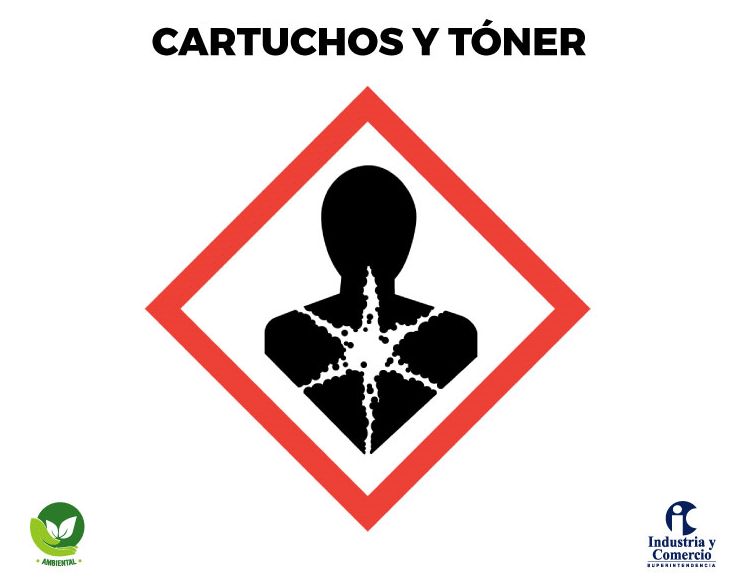 CARTUCHOS Y TÓNER
• AMBIENTAL •
Industria y
Comercio
SUPERINTENDENCIA